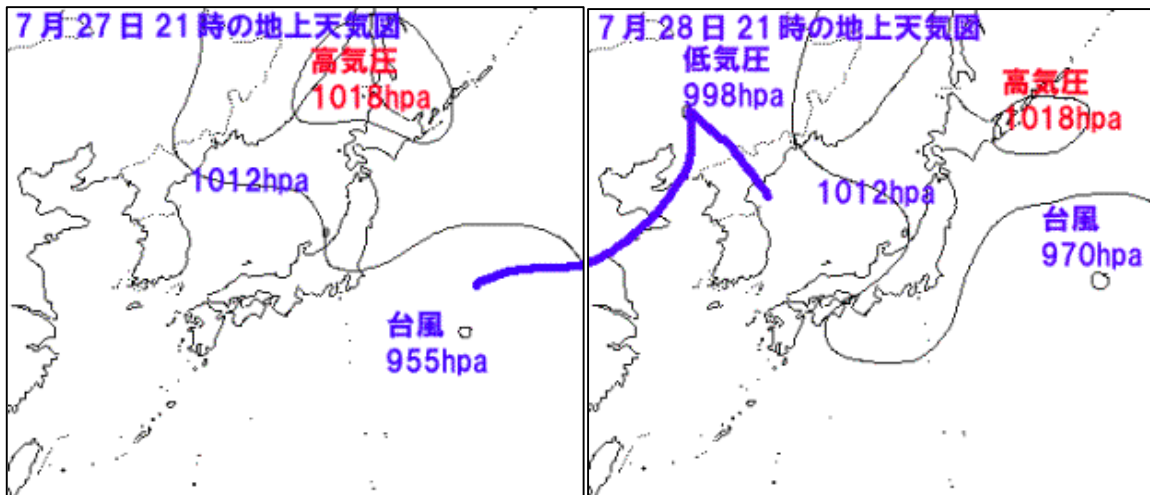 7月27日21時の地上天気図
高気圧
1018hpa
1012hpa
台風
955hpa
7月28日21時の地上天気図
低気圧
998hpa
高気圧
1018hpa
1012hpa
台風
970hpa